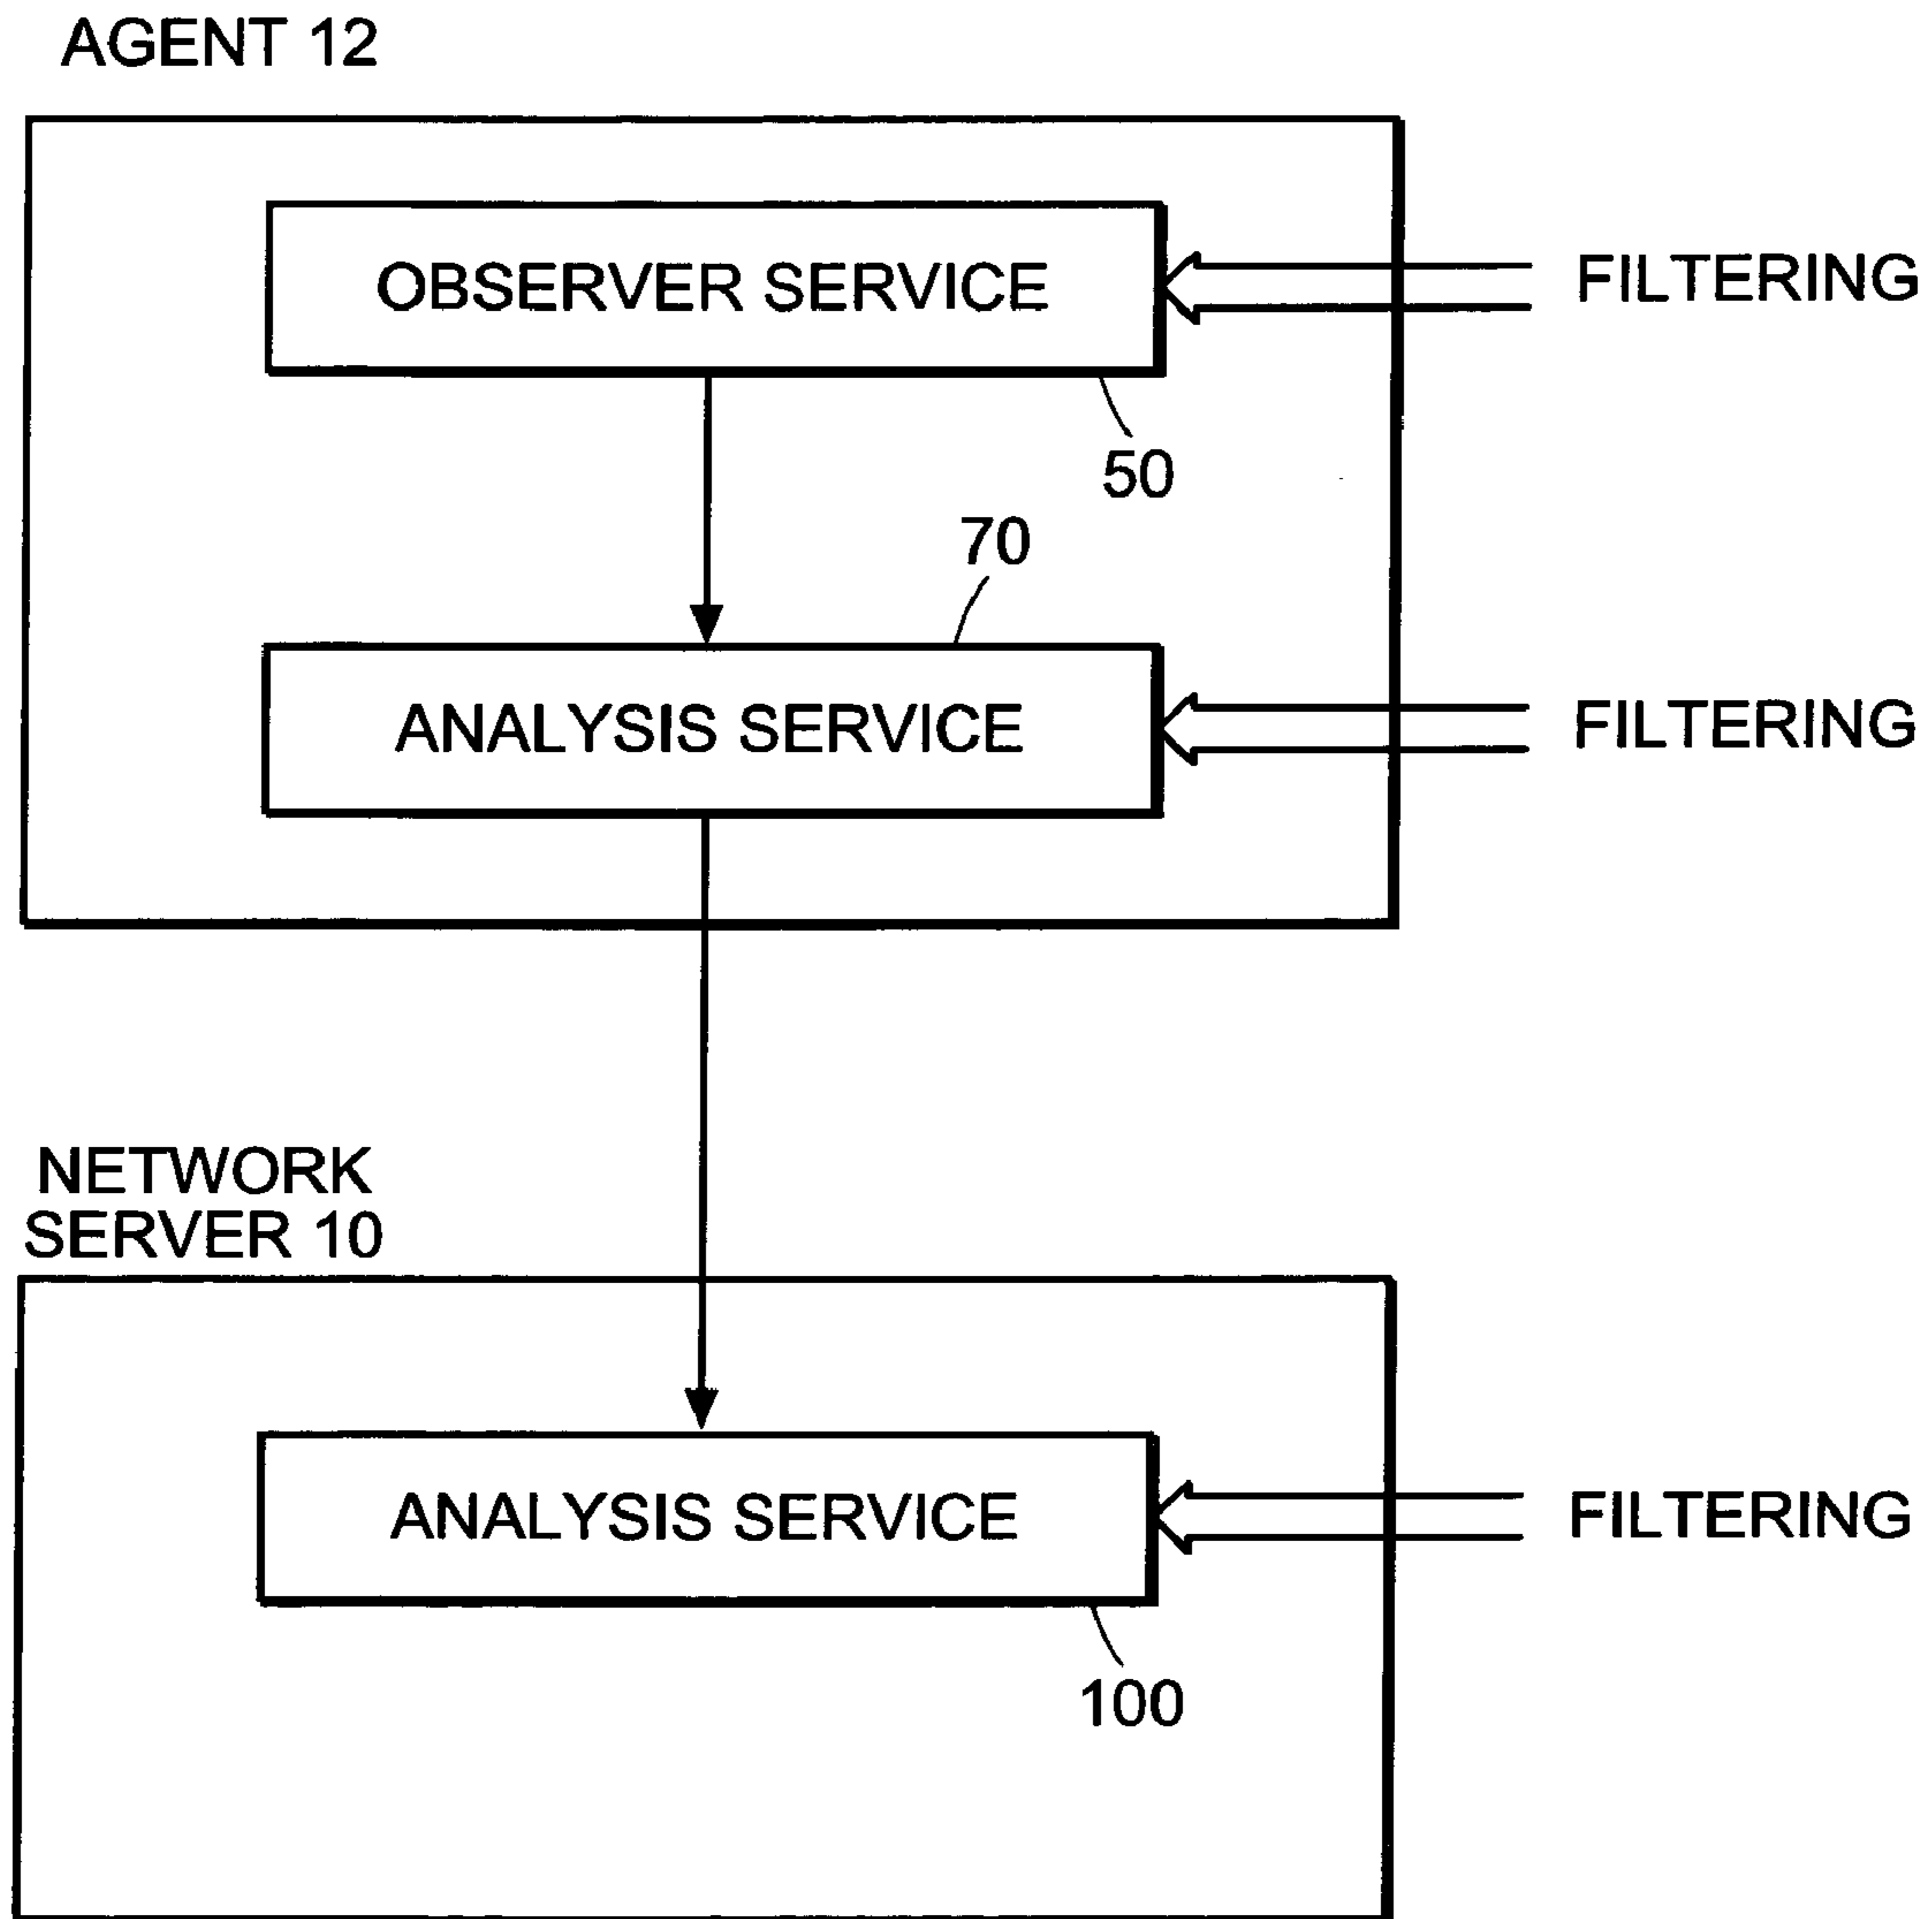 AGENT 12
OBSERVER SERVICE
FILTERING
50
70
ANALYSIS SERVICE
FILTERING
NETWORK
SERVER 10
ANALYSIS SERVICE
FILTERING
100